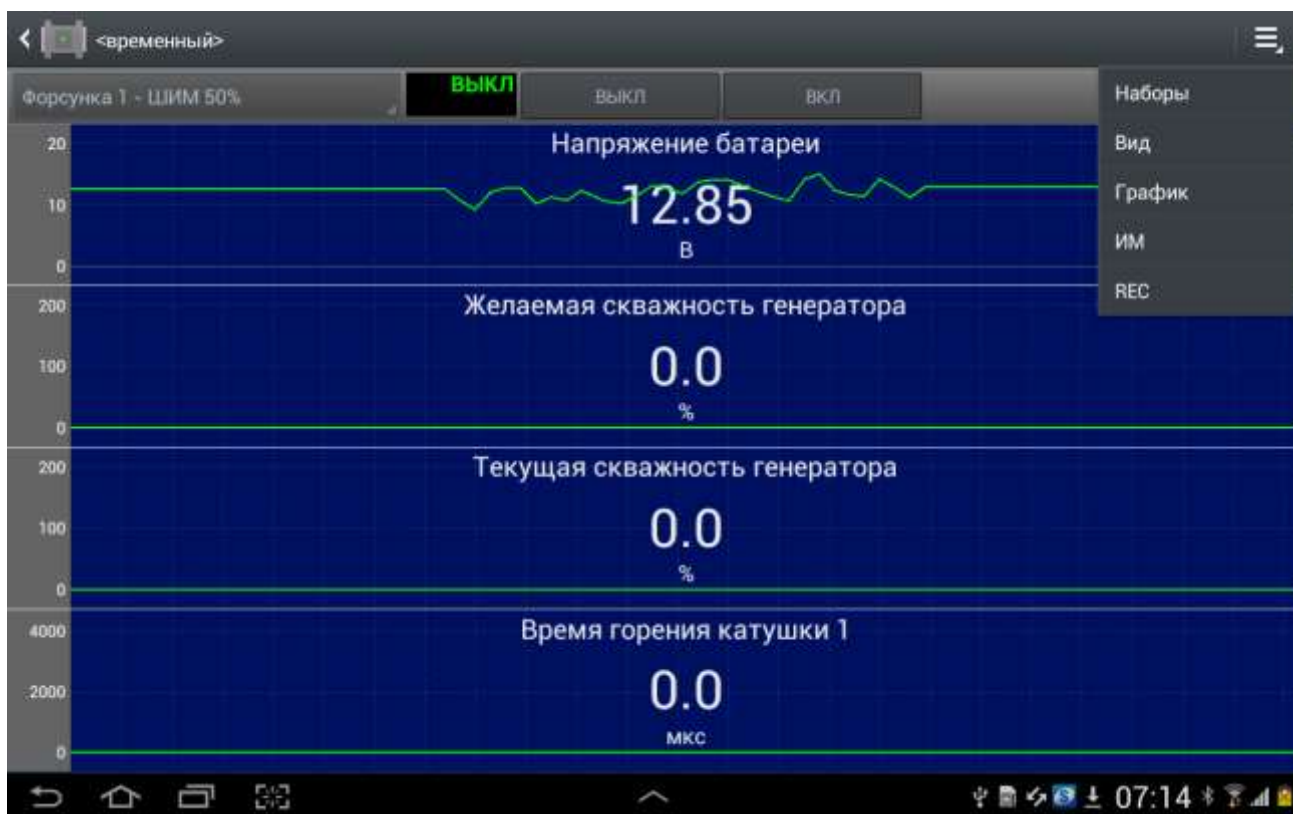 <временный>
Форсунка 1 - ШИМ 50%
ВЫКЛ
ВЫКЛ
ВКЛ
Наборы
Вид
График
ИМ
REC
20
10
0
Напряжение батареи
12.85
В
200
100
0
Желаемая скважность генератора
0.0
%
200
100
0
Текущая скважность генератора
0.0
%
4000
2000
0
Время горения катушки 1
0.0
мкс
07:14